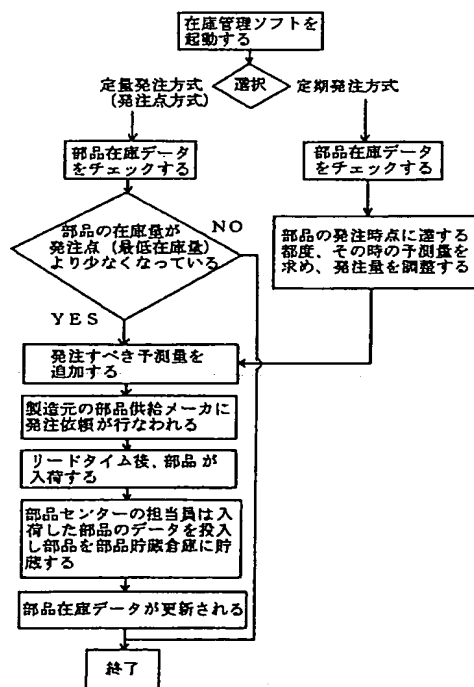 在庫管理ソフトを
起動する
選択
定量発注方式
(発注点方式)
定期発注方式
部品在庫データ
をチェックする
部品在庫データ
をチェックする
部品の在庫量が
発注点(最低在庫量)
より少なくなっている
NO
YES
部品の発注時点に達する
都度、その時の予測量を
求め、発注量を調整する
発注すべき予測量を
追加する
製造元の部品供給メーカに
発注依頼が行なわれる
リードタイム後、部品が
入荷する
部品センターの担当員は入
荷した部品のデータを投入
し部品を部品貯蔵倉庫に貯
蔵する
部品在庫データが更新される
終了